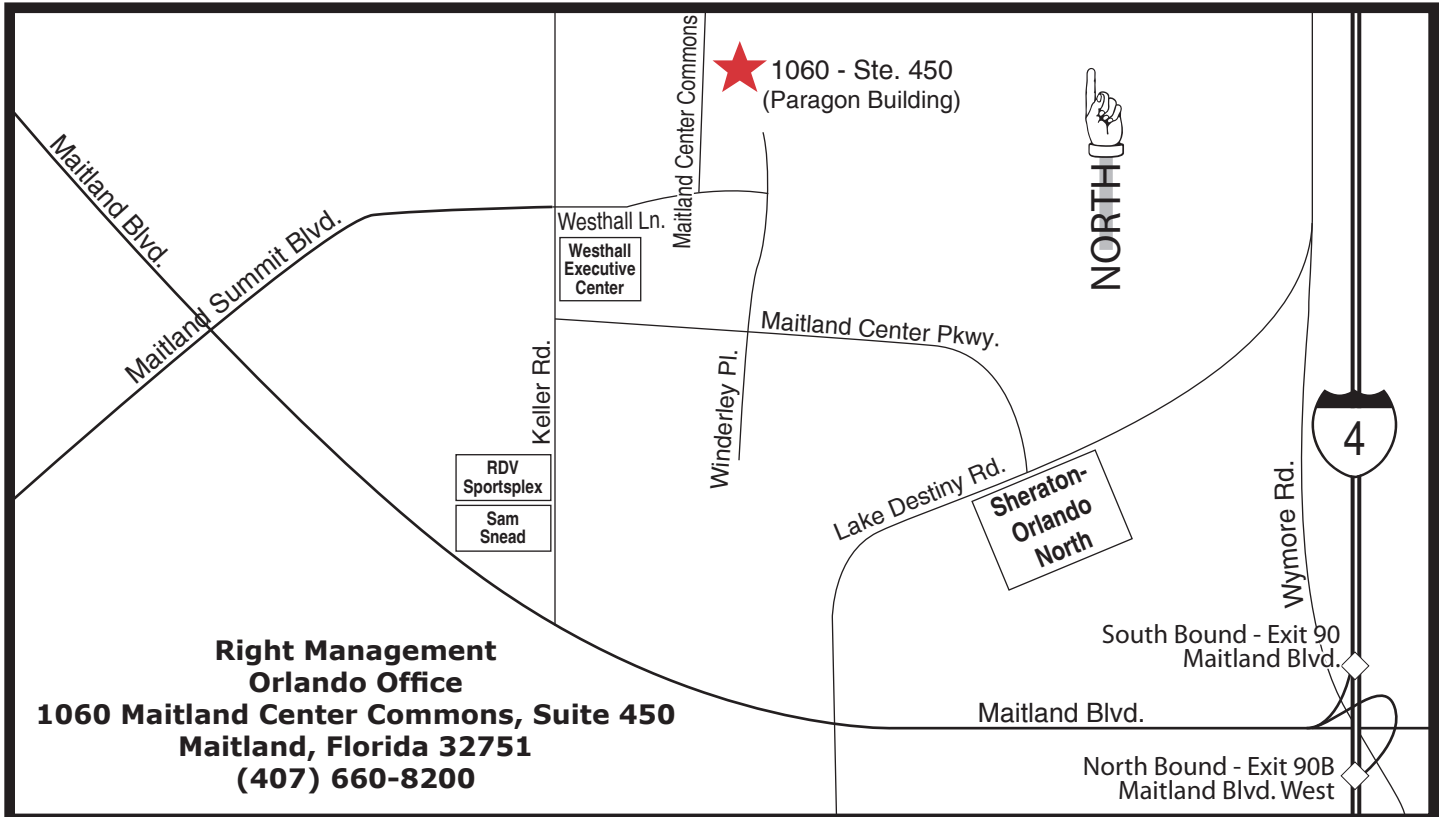 Maitland Center Commons
1060 - Ste. 450
(Paragon Building)
NORTH
Maitland Blvd.
Maitland Summit Blvd.
Westhall Ln.
Westhall
Executive
Center
Maitland Center Pkwy.
Keller Rd.
Winderley Pl.
4
RDV
Sportsplex
Sam
Snead
Lake Destiny Rd.
Sheraton-
Orlando
North
Wymore Rd.
South Bound - Exit 90
Maitland Blvd.
Maitland Blvd.
North Bound - Exit 90B
Maitland Blvd. West
Right Management
Orlando Office
1060 Maitland Center Commons, Suite 450
Maitland, Florida 32751
(407) 660-8200